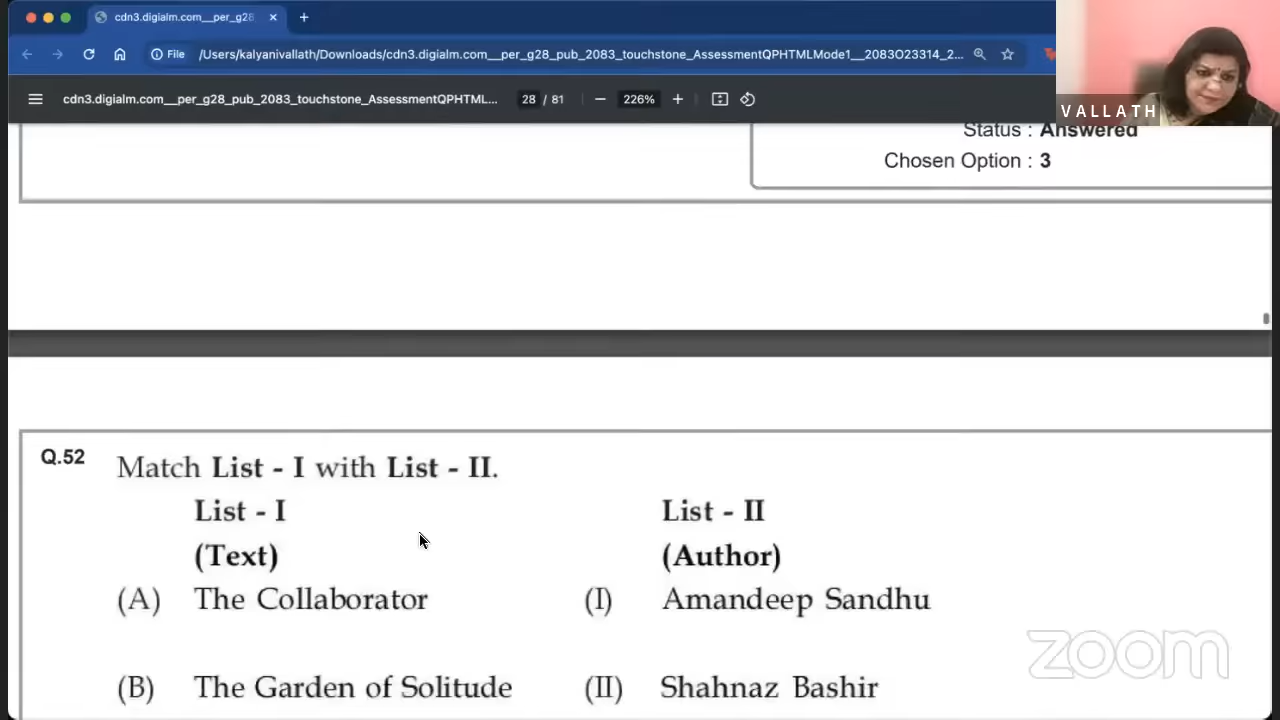 cdn3.digialm.com__per_g28
File /Users/kalyanivallath/Downloads/cdn3.digialm.com__per_g28_pub_2083_touchstone_AssessmentQPHTMLMode1__2083O23314_2...
cdn3.digialm.com__per_g28_pub_2083_touchstone_AssessmentQPHTML... 28 / 81 — 226% +
VALLATH
Status : Answered
Chosen Option : 3
Q.52 Match List - I with List - II.
List - I List - II
(Text) (Author)
(A) The Collaborator (I) Amandeep Sandhu
zoom
(B) The Garden of Solitude (II) Shahnaz Bashir